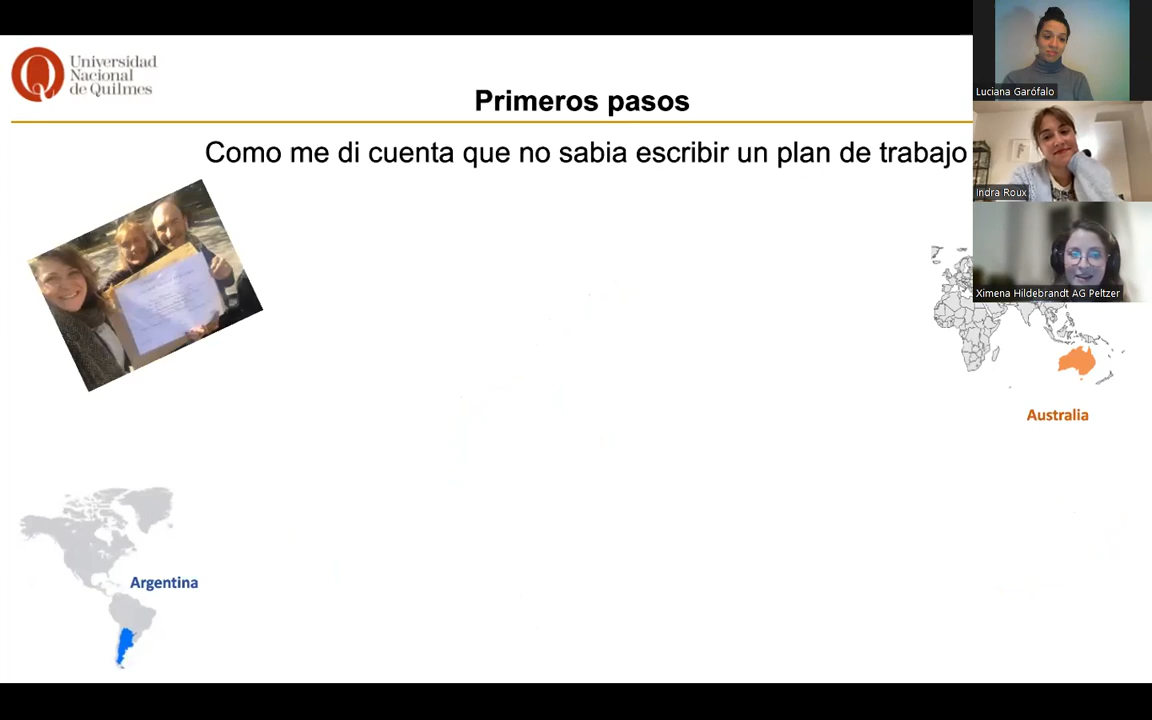 Universidad
Nacional
de Quilmes
Primeros pasos
Como me di cuenta que no sabia escribir un plan de trabajo
Luciana Garófalo
Indra Roux
Ximena Hildebrandt AG Peltzer
Australia
Argentina